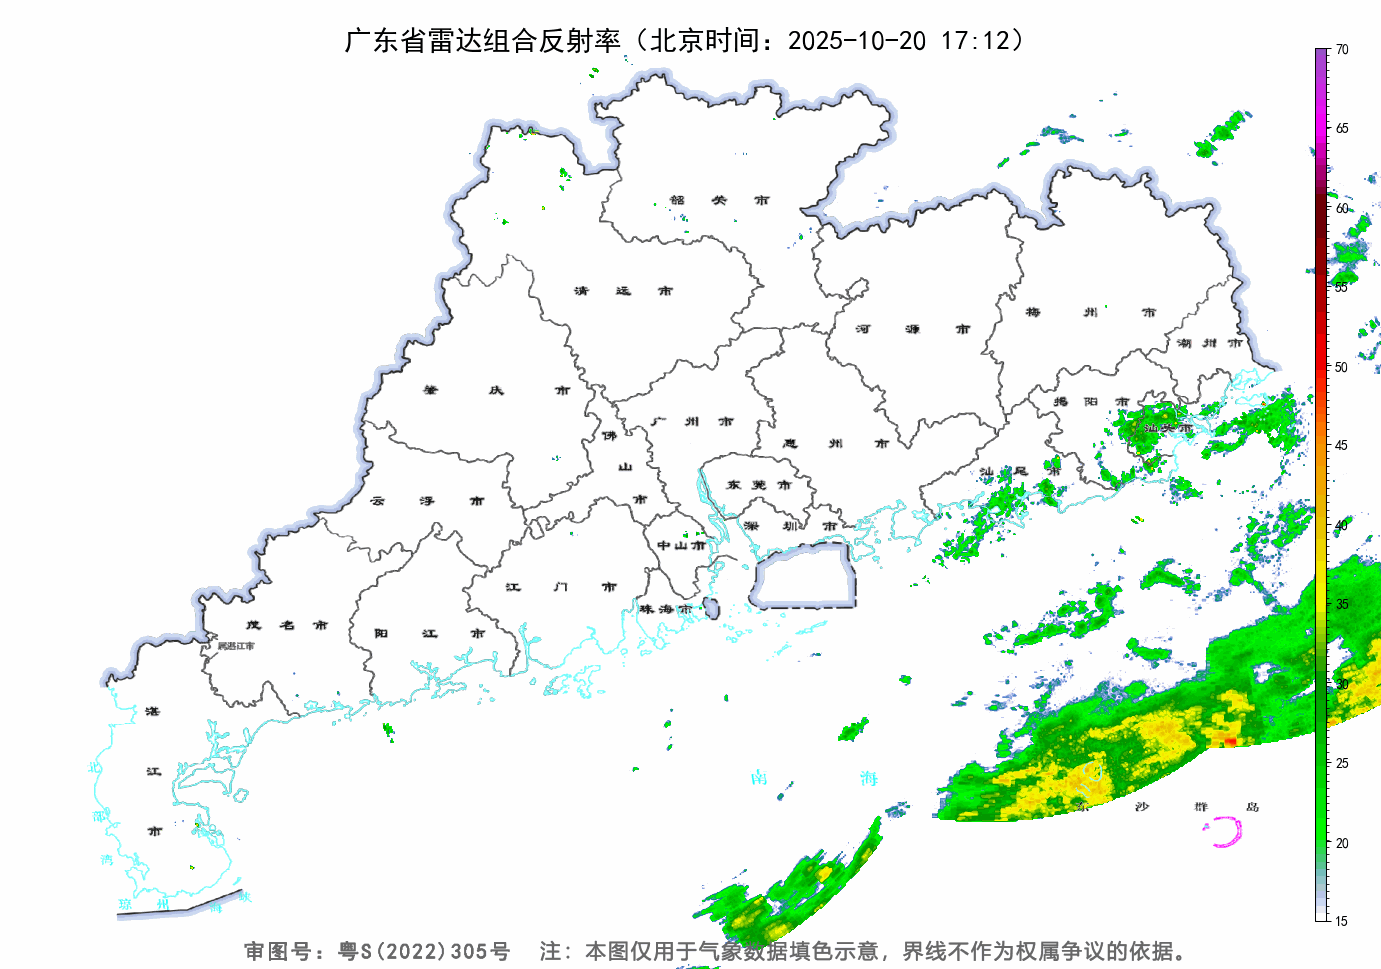 广东省雷达组合反射率（北京时间：2025-10-20 17:12）
70
65
60
55
50
45
40
35
30
25
20
15
韶 关 市
清 远 市
河 源 市
梅 州 市
潮 州 市
肇 庆 市
广 州 市
揭 阳 市
汕头市
佛 山 市
惠 州 市
汕 尾 市
云 浮 市
东 莞 市
深 圳 市
中山市
江 门 市
珠海市
茂 名 市
阳 江 市
属湛江市
湛 江 市
北 部 湾
南 海
东 沙 群 岛
琼 州 海 峡
审图号：粤S(2022)305号 注：本图仅用于气象数据填色示意，界线不作为权属争议的依据。